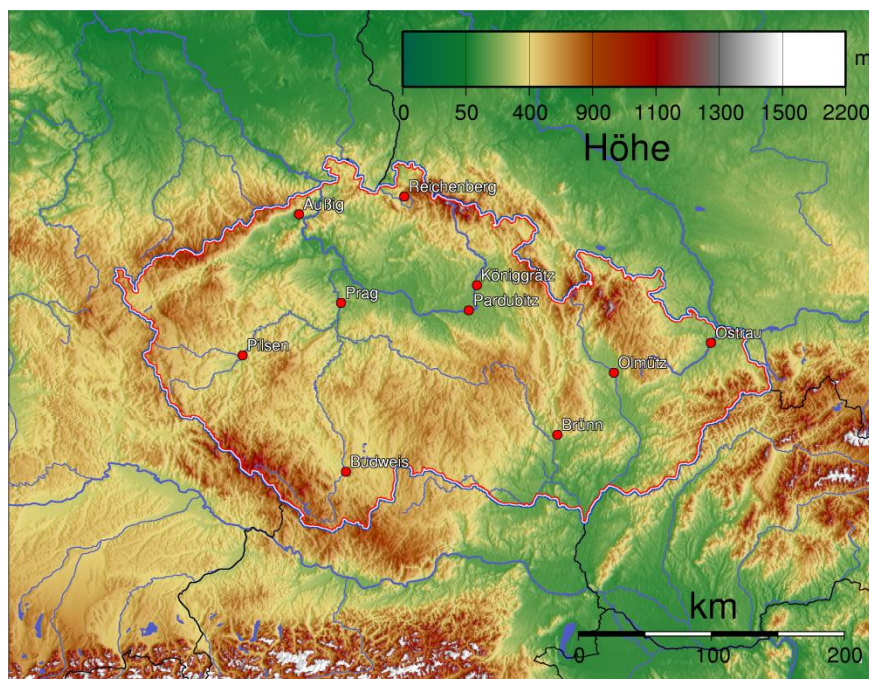 m
0 50 400 900 1100 1300 1500 2200
Höhe
Reichenberg
Außig
Königgrätz
Prag
Pardubitz
Ostrau
Pilsen
Olmütz
Brünn
Budweis
km
0 100 200